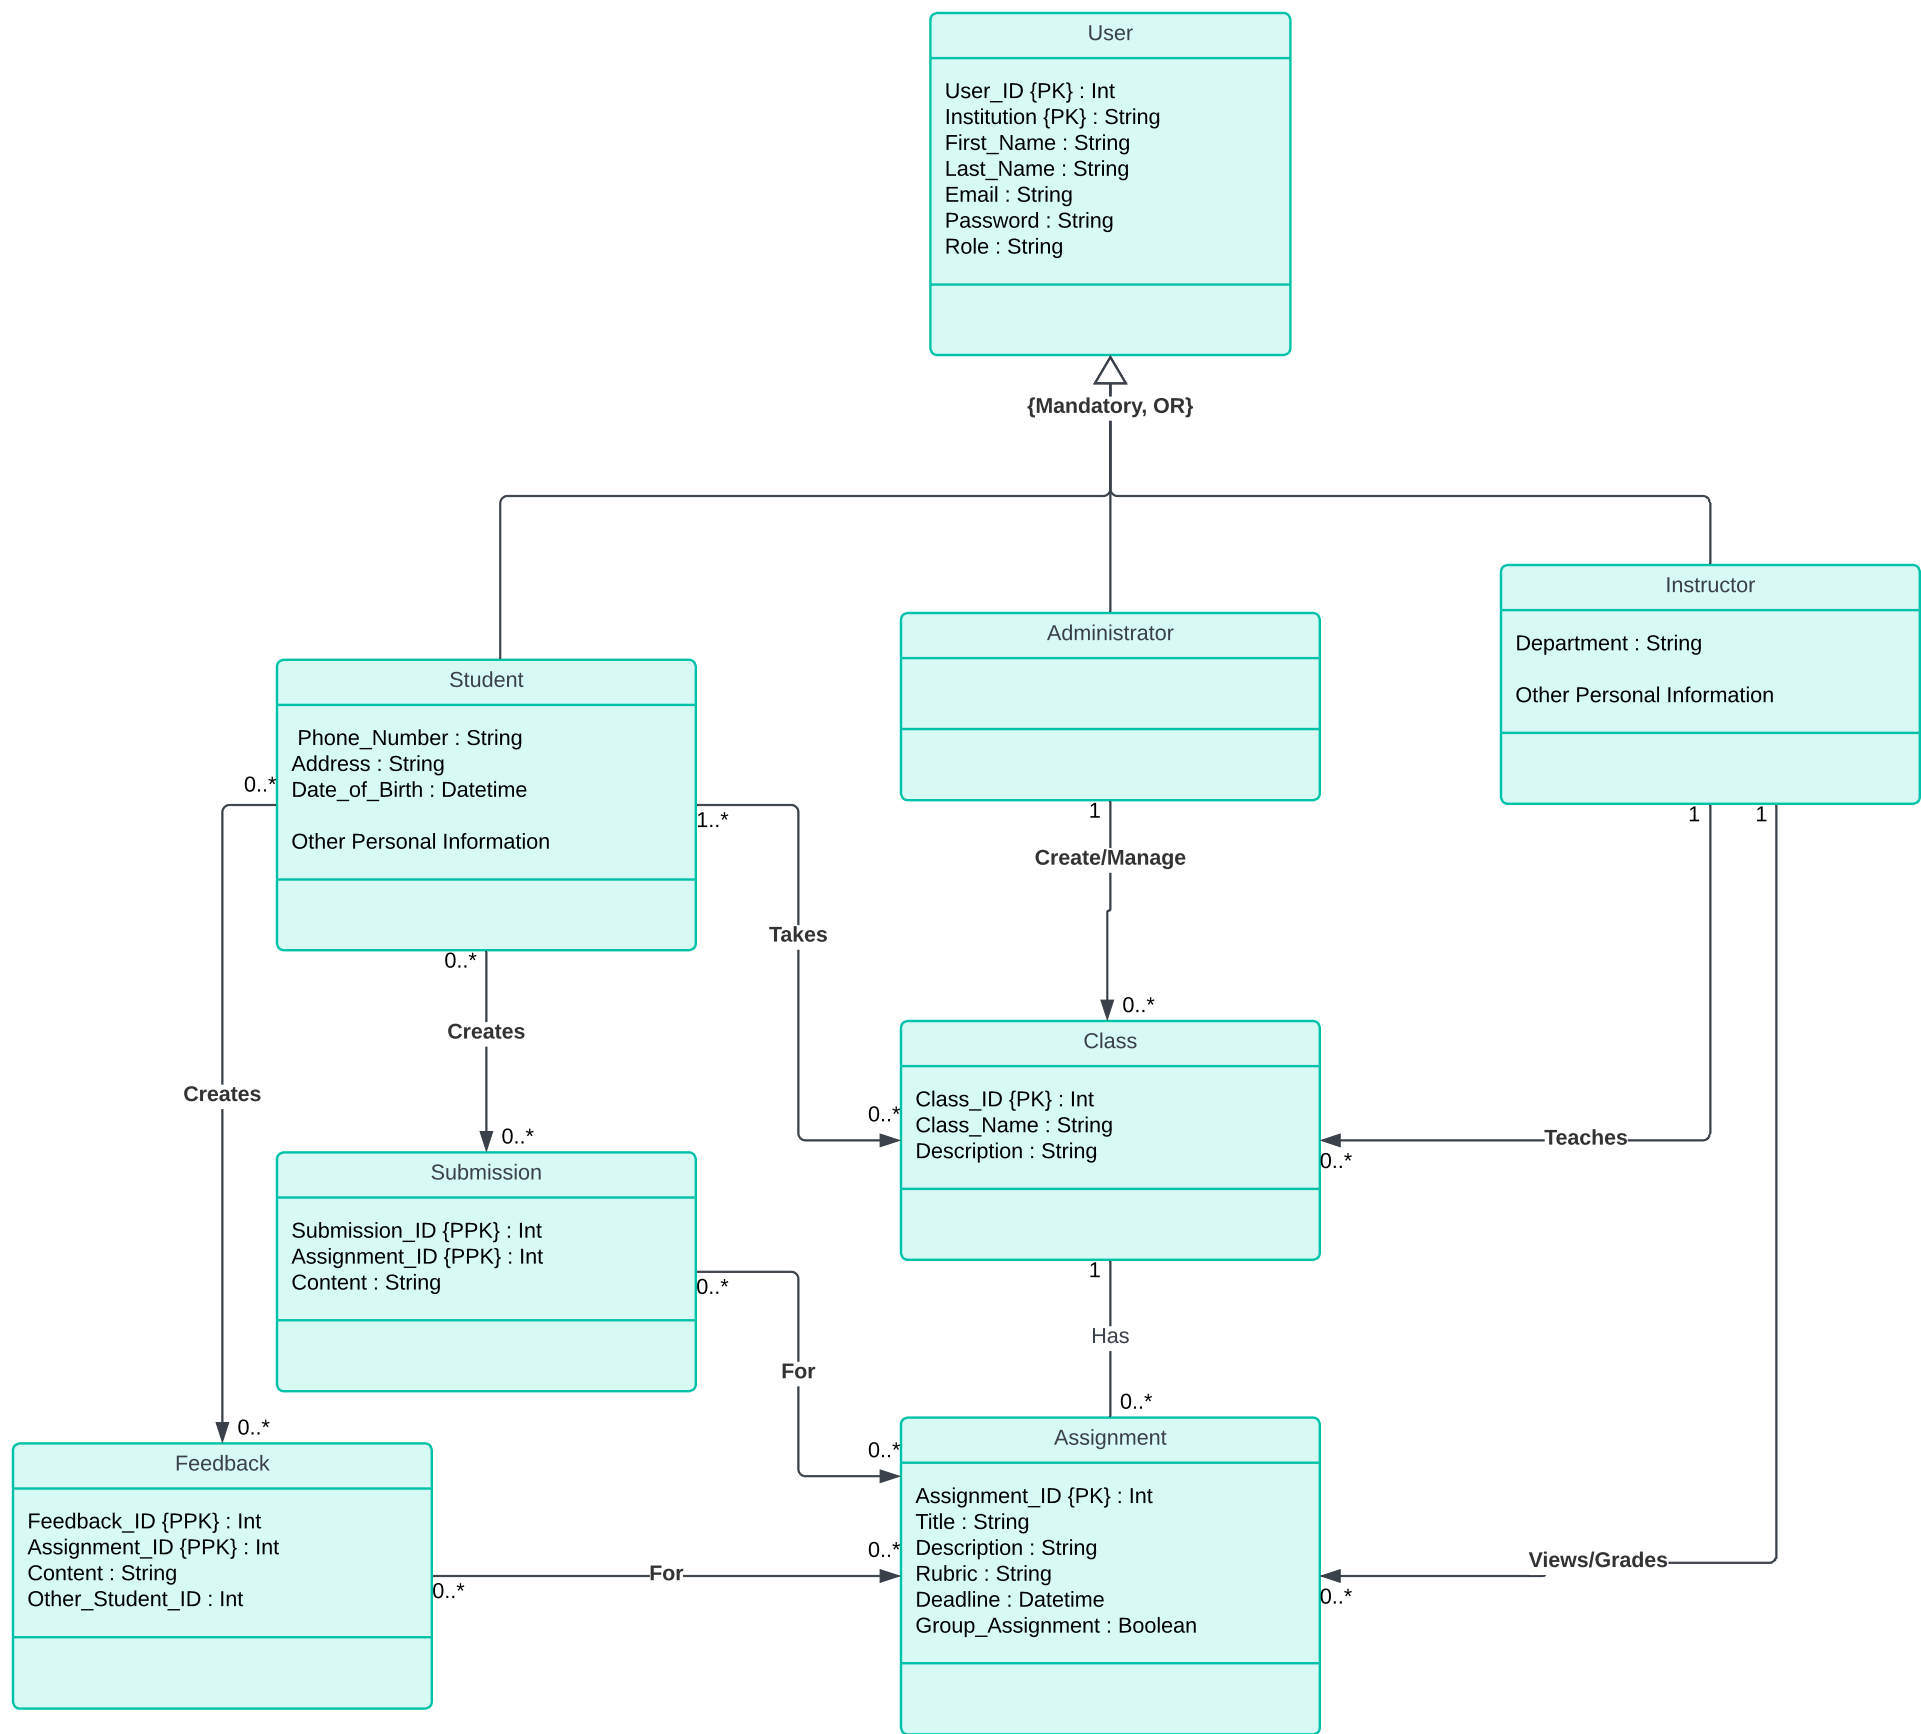 User
User_ID {PK} : Int
Institution {PK} : String
First_Name : String
Last_Name : String
Email : String
Password : String
Role : String
{Mandatory, OR}
Student
Phone_Number : String
Address : String
Date_of_Birth : Datetime
Other Personal Information
Administrator
Instructor
Department : String
Other Personal Information
0..*
1..*
1
1
1
Create/Manage
Takes
0..*
Creates
Creates
0..*
0..*
0..*
Teaches
0..*
Class
Class_ID {PK} : Int
Class_Name : String
Description : String
Submission
Submission_ID {PPK} : Int
Assignment_ID {PPK} : Int
Content : String
0..*
1
Has
For
0..*
0..*
0..*
Feedback
Feedback_ID {PPK} : Int
Assignment_ID {PPK} : Int
Content : String
Other_Student_ID : Int
0..*
For
0..*
Assignment
Assignment_ID {PK} : Int
Title : String
Description : String
Rubric : String
Deadline : Datetime
Group_Assignment : Boolean
Views/Grades
0..*